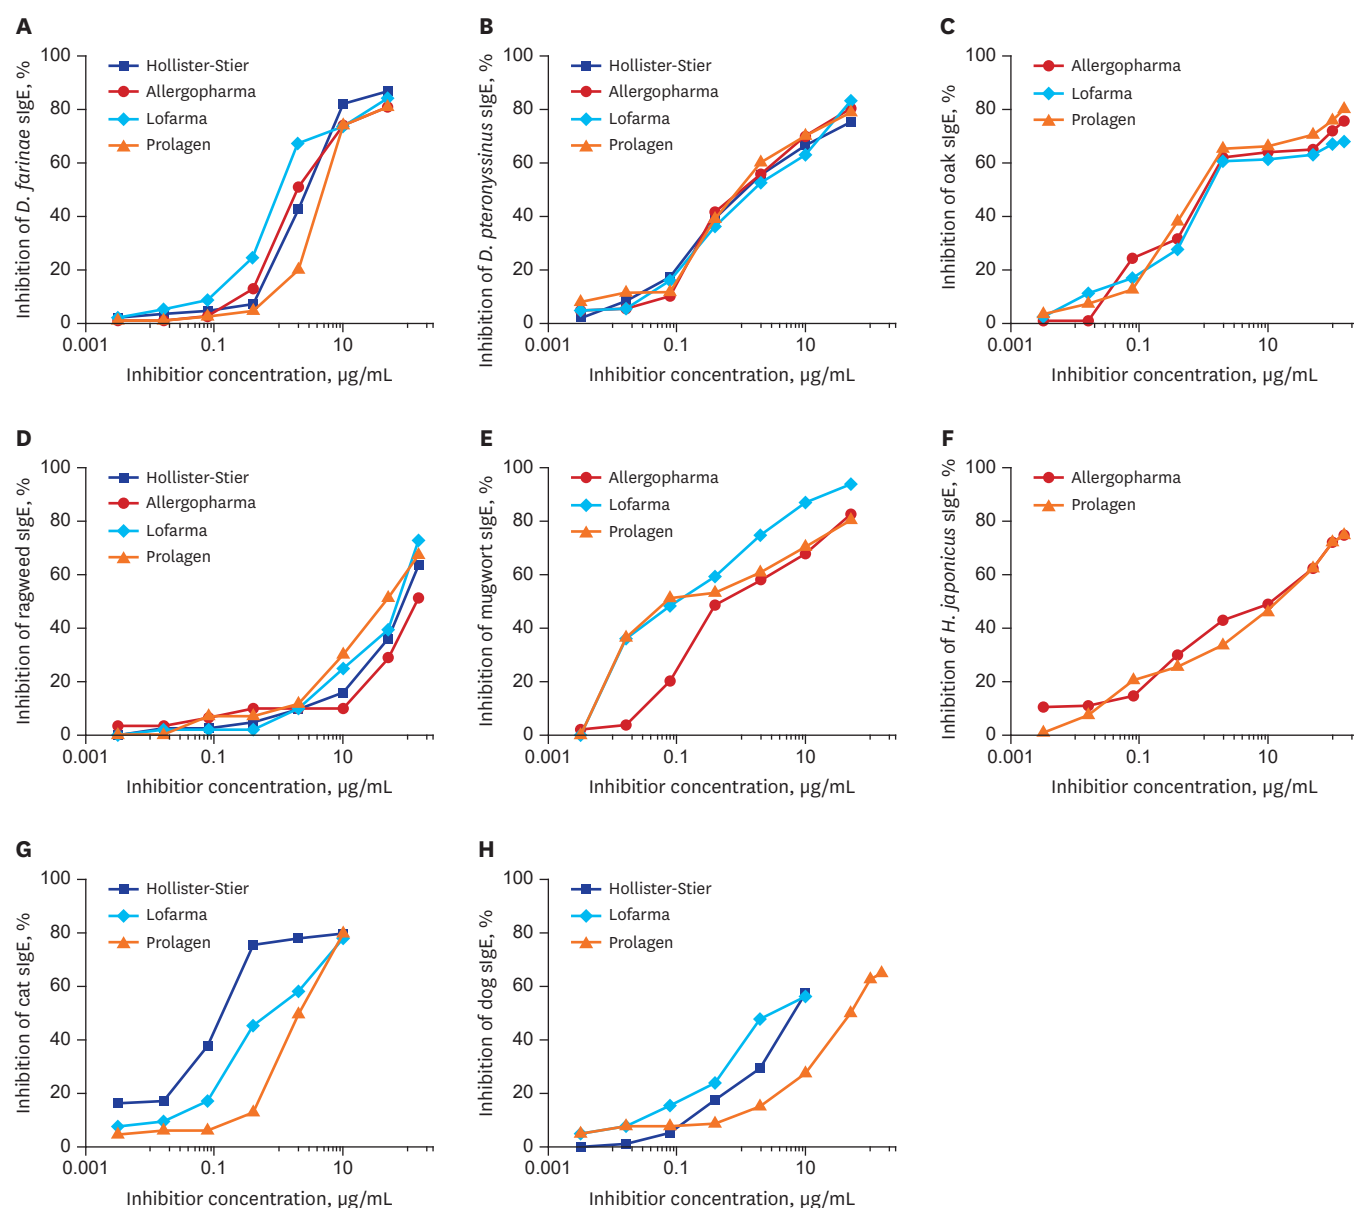 A
Inhibition of D. farinae sIgE, %
100
80
60
40
20
0
0.001
0.1
10
Hollister-Stier
Allergopharma
Lofarma
Prolagen
Inhibitior concentration, µg/mL
B
Inhibition of D. pteronyssinus sIgE, %
100
80
60
40
20
0
0.001
0.1
10
Hollister-Stier
Allergopharma
Lofarma
Prolagen
Inhibitior concentration, µg/mL
C
Inhibition of oak sIgE, %
100
80
60
40
20
0
0.001
0.1
10
Allergopharma
Lofarma
Prolagen
Inhibitior concentration, µg/mL
D
Inhibition of ragweed sIgE, %
100
80
60
40
20
0
0.001
0.1
10
Hollister-Stier
Allergopharma
Lofarma
Prolagen
Inhibitior concentration, µg/mL
E
Inhibition of mugwort sIgE, %
100
80
60
40
20
0
0.001
0.1
10
Allergopharma
Lofarma
Prolagen
Inhibitior concentration, µg/mL
F
Inhibition of H. japonicus sIgE, %
100
80
60
40
20
0
0.001
0.1
10
Allergopharma
Prolagen
Inhibitior concentration, µg/mL
G
Inhibition of cat sIgE, %
100
80
60
40
20
0
0.001
0.1
10
Hollister-Stier
Lofarma
Prolagen
Inhibitior concentration, µg/mL
H
Inhibition of dog sIgE, %
100
80
60
40
20
0
0.001
0.1
10
Hollister-Stier
Lofarma
Prolagen
Inhibitior concentration, µg/mL